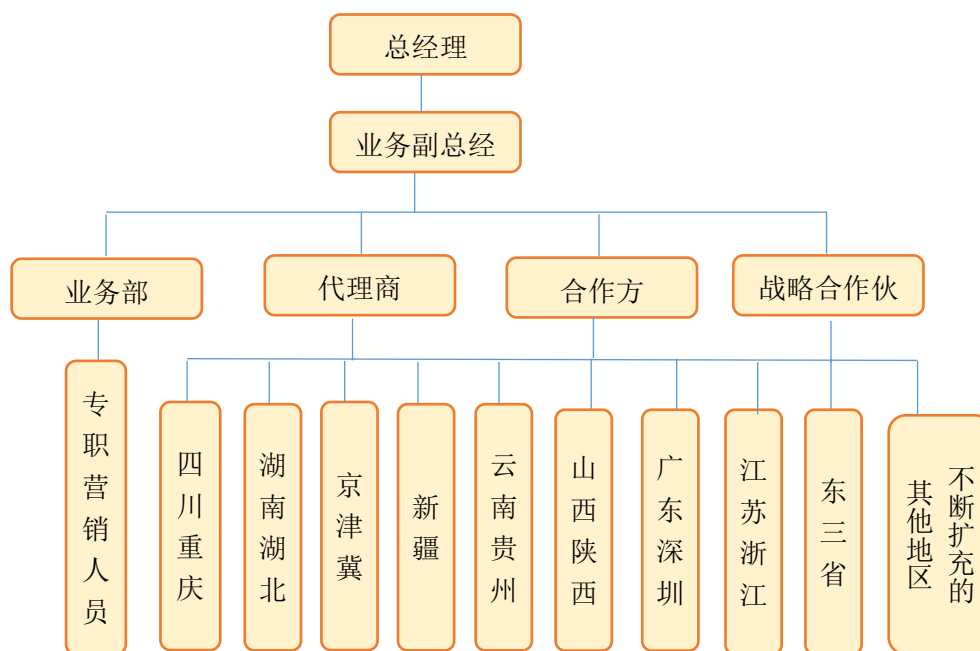 总经理
业务副总经
业务部
代理商
合作方
战略合作伙
专职营销人员
四川重庆
湖南湖北
京津冀
新疆
云南贵州
山西陕西
广东深圳
江苏浙江
东三省
不断扩充的
其他地区